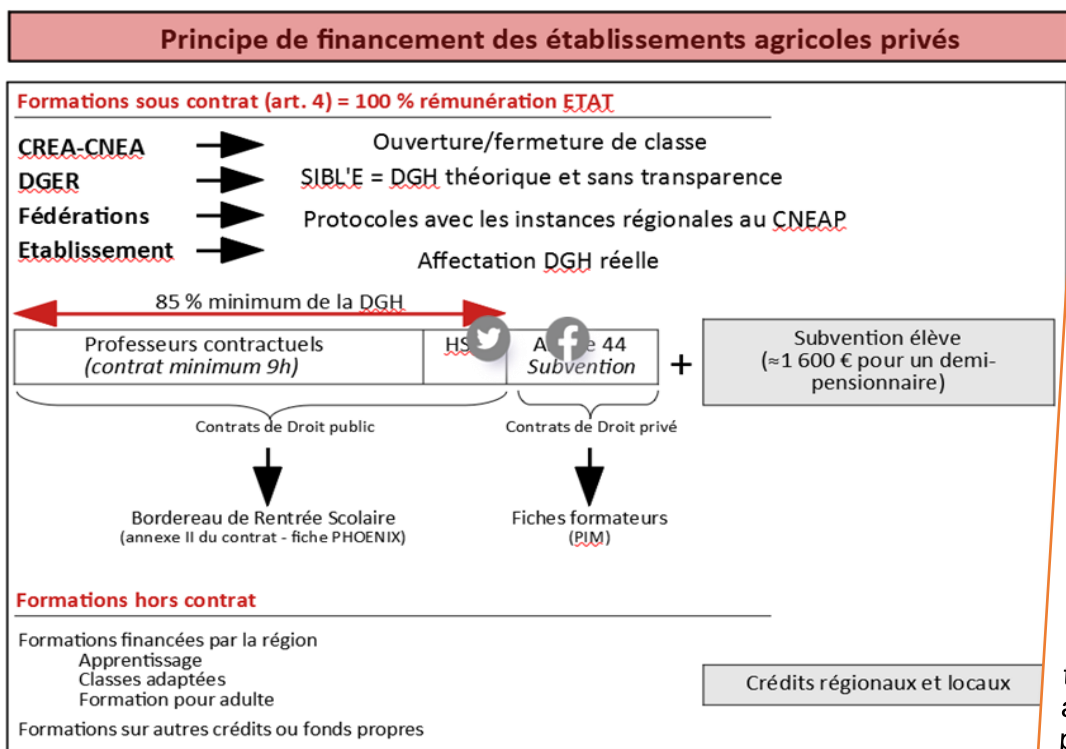 Principe de financement des établissements agricoles privés
Formations sous contrat (art. 4) = 100 % rémunération ETAT
CREA-CNEA
Ouverture/fermeture de classe
DGER
SIBL'E = DGH théorique et sans transparence
Fédérations
Protocoles avec les instances régionales au CNEAP
Etablissement
Affectation DGH réelle
85 % minimum de la DGH
Professeurs contractuels
(contrat minimum 9h)
44
Subvention
+
Subvention élève
(≈1 600 € pour un demi-
pensionnaire)
Contrats de Droit public
Contrats de Droit privé
Bordereau de Rentrée Scolaire
(annexe II du contrat - fiche PHOENIX)
Fiches formateurs
(PIM)
Formations hors contrat
Formations financées par la région
Apprentissage
Classes adaptées
Formation pour adulte
Crédits régionaux et locaux
Formations sur autres crédits ou fonds propres